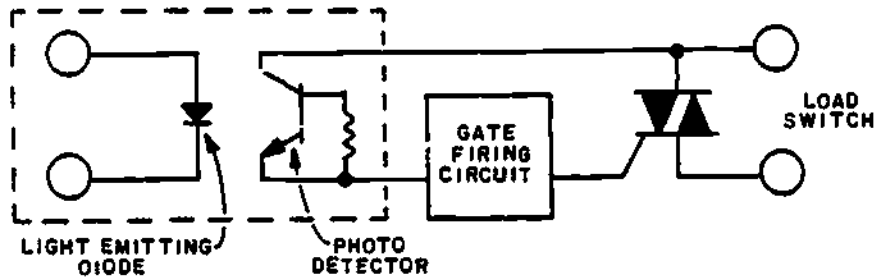 GATE
FIRING
CIRCUIT
LOAD
SWITCH
LIGHT EMITTING
DIODE
PHOTO
DETECTOR